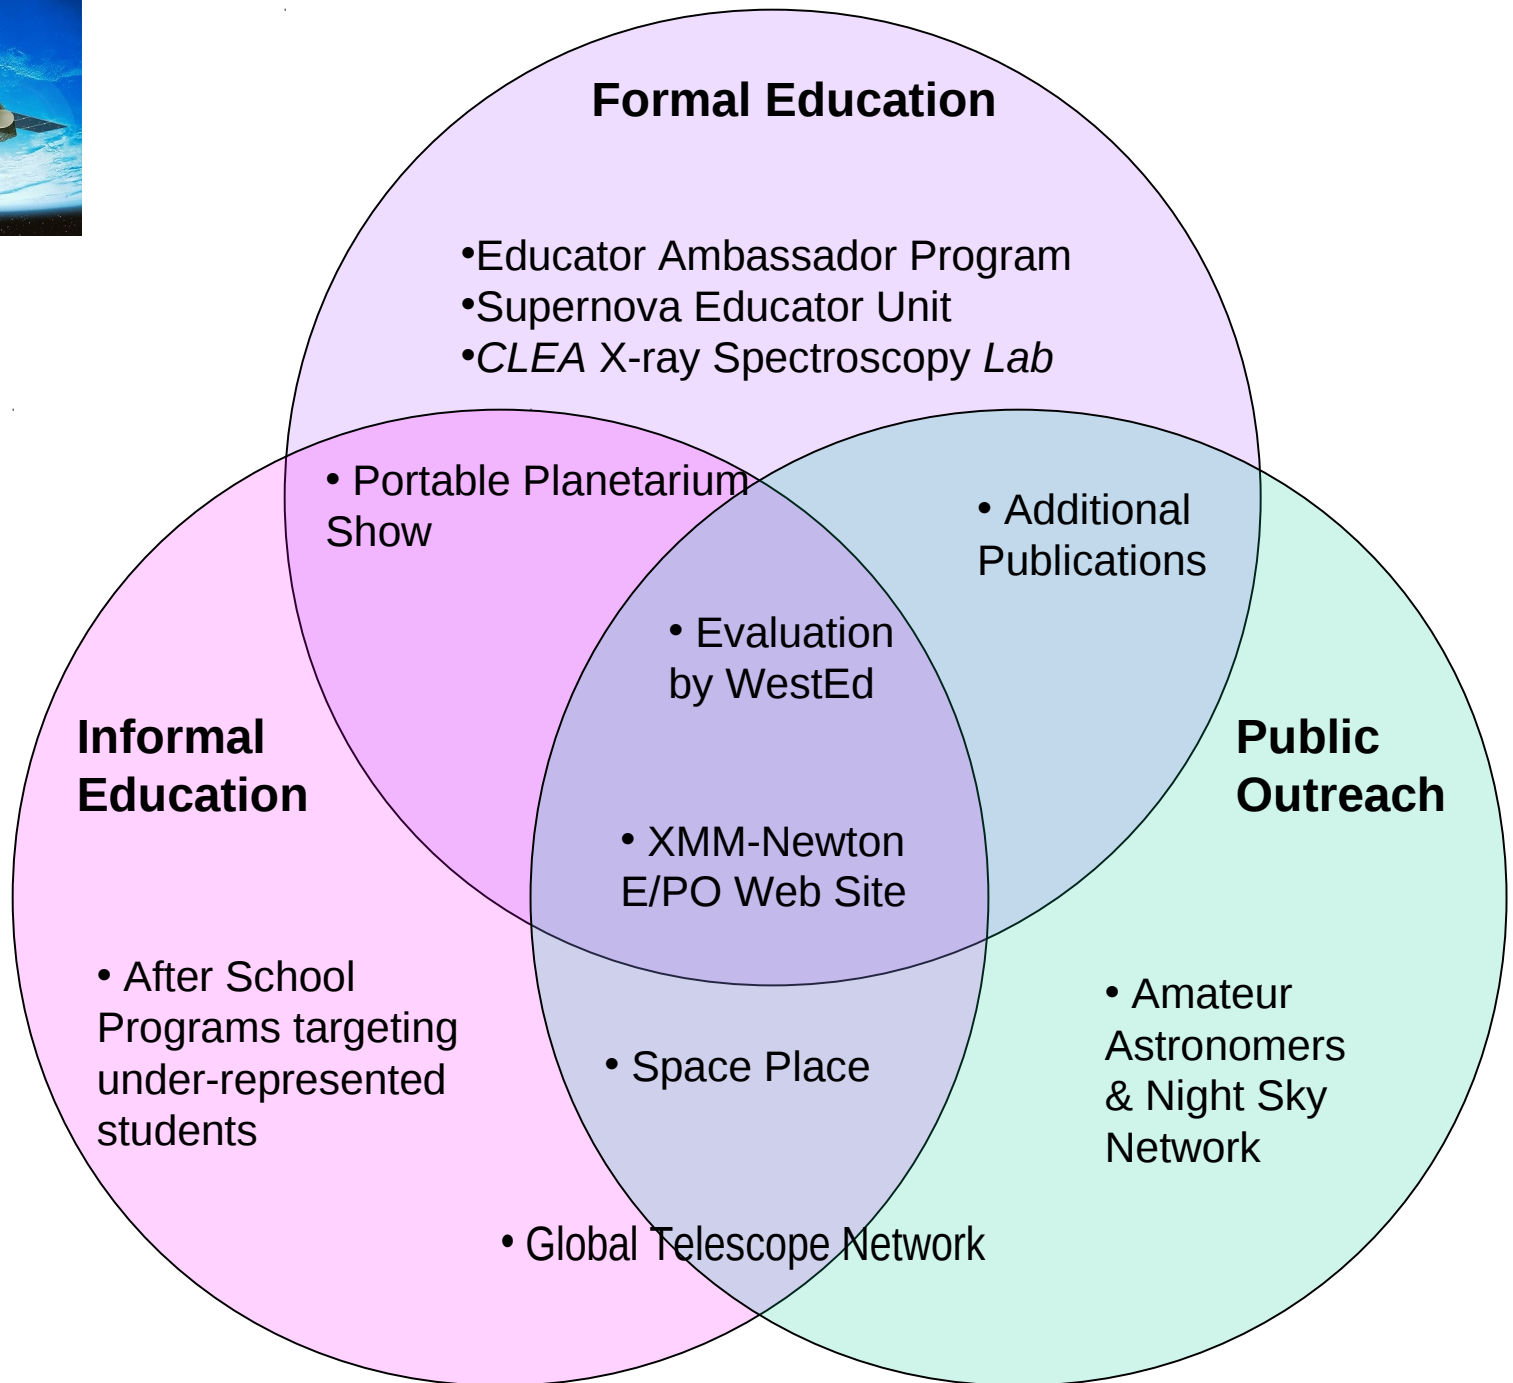 Formal Education
•Educator Ambassador Program
•Supernova Educator Unit
•CLEA X-ray Spectroscopy Lab
• Portable Planetarium
Show
• Additional
Publications
• Evaluation
by WestEd
Informal
Education
Public
Outreach
• XMM-Newton
E/PO Web Site
• After School
Programs targeting
under-represented
students
• Amateur
Astronomers
& Night Sky
Network
• Space Place
• Global Telescope Network